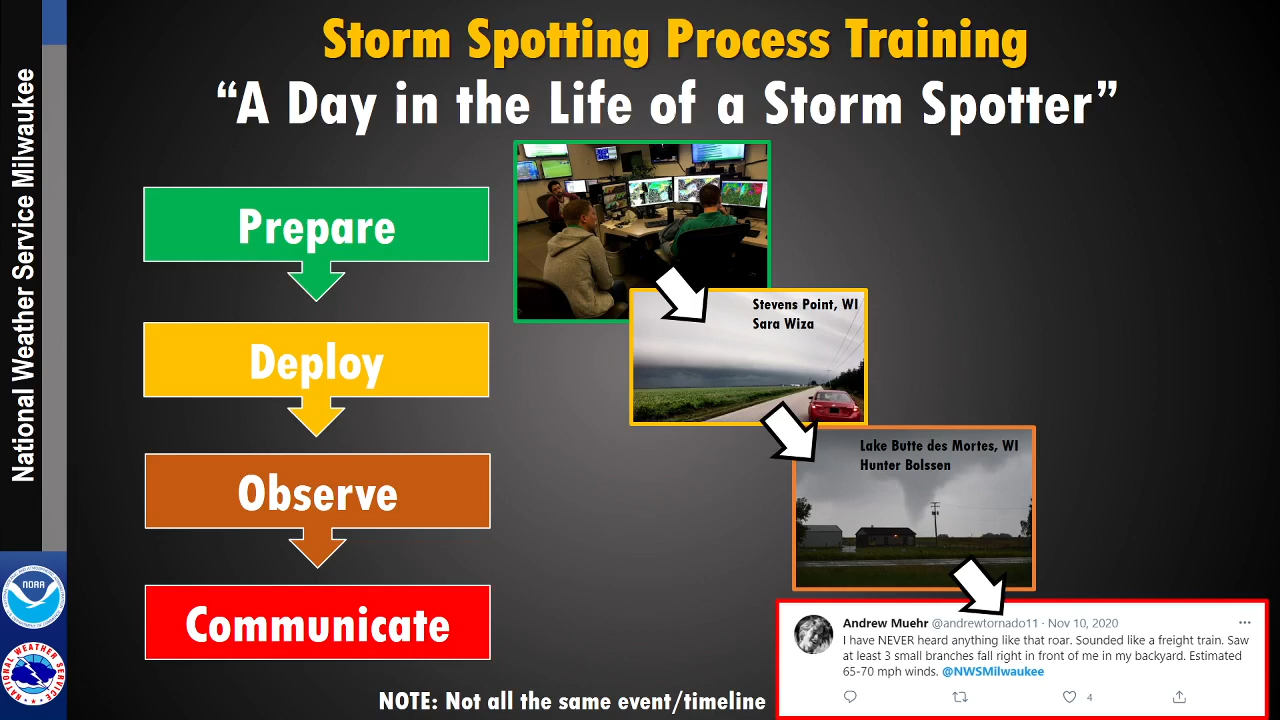 Storm Spotting Process Training
“A Day in the Life of a Storm Spotter”
National Weather Service Milwaukee
Prepare
Deploy
Observe
Communicate
Stevens Point, WI
Sara Wiza
Lake Butte des Mortes, WI
Hunter Bolssen
Andrew Muehr @andrewtornado11 · Nov 10, 2020
I have NEVER heard anything like that roar. Sounded like a freight train. Saw
at least 3 small branches fall right in front of me in my backyard. Estimated
65-70 mph winds. @NWSMilwaukee
4
NOTE: Not all the same event/timeline
NOAA
NATIONAL WEATHER SERVICE